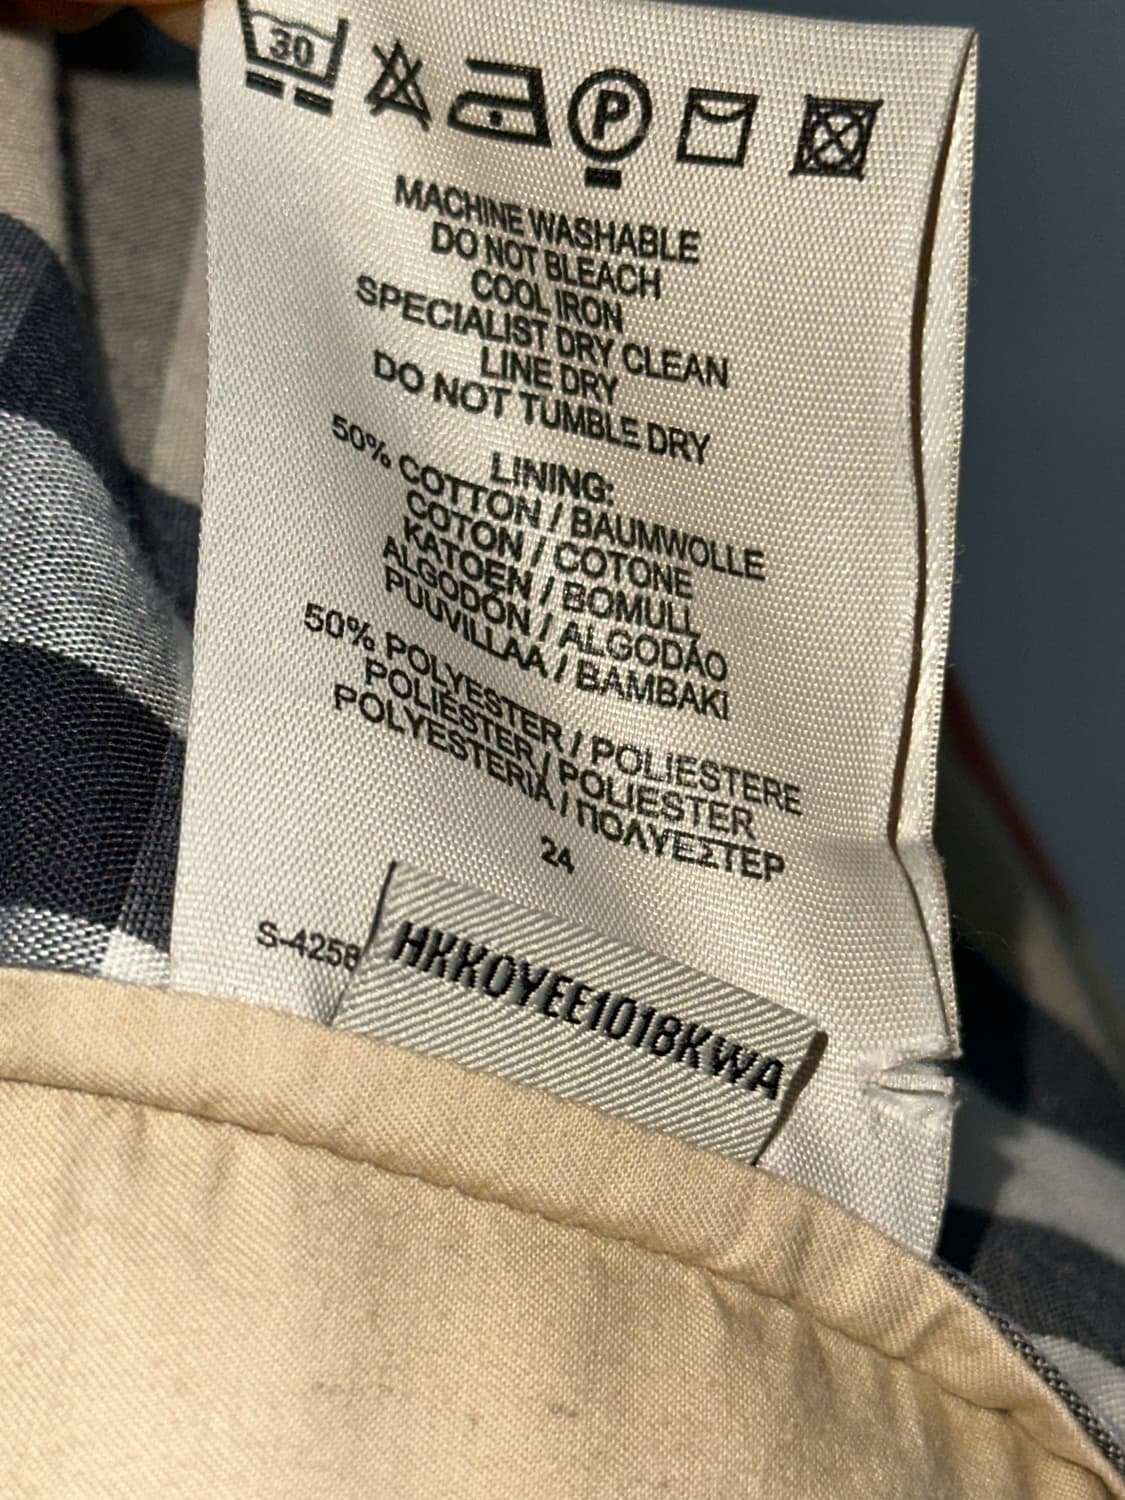 30
P
MACHINE WASHABLE
DO NOT BLEACH
COOL IRON
SPECIALIST DRY CLEAN
LINE DRY
DO NOT TUMBLE DRY
LINING:
50% COTTON / BAUMWOLLE
COTON / COTONE
KATOEN / BOMULL
ALGODÓN / ALGODÃO
PUUVILLAA / BAMBAKI
50% POLYESTER / POLIESTERE
POLIESTER / POLIESTER
POLYESTERIA / ΠΟΛΥΕΣΤΕΡ
24
S-4258
HKKOYEE1018KWA